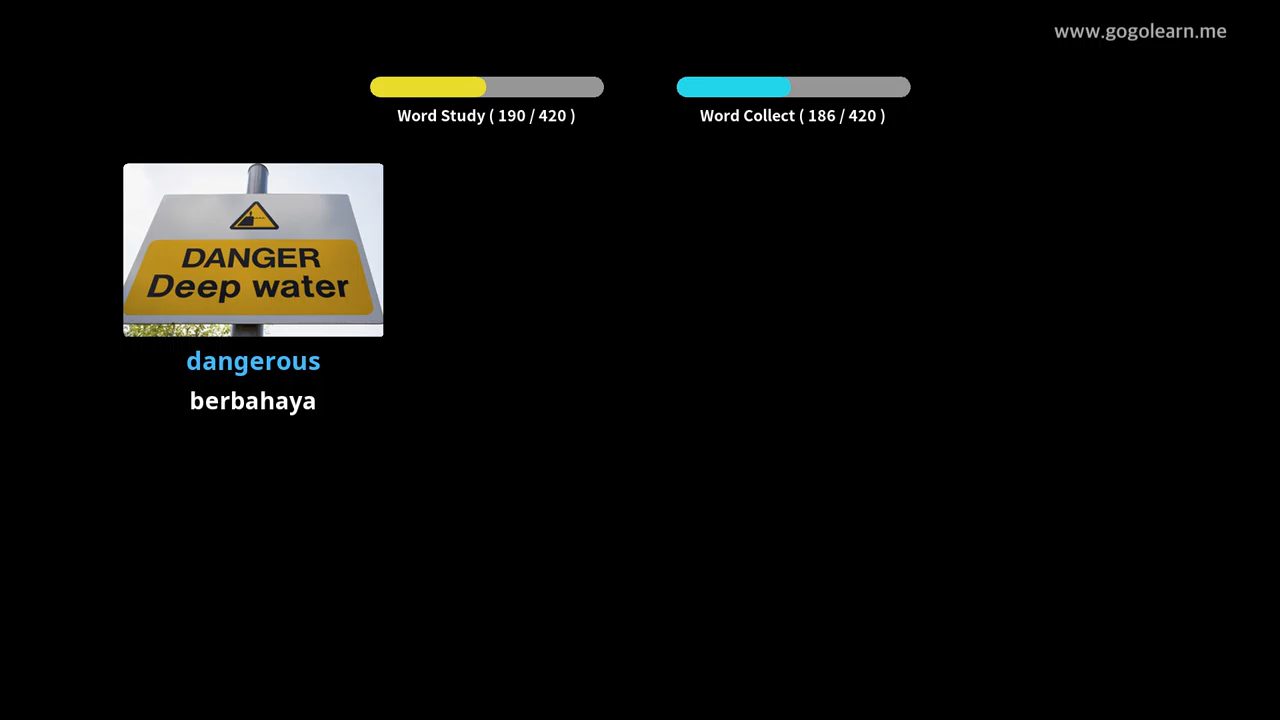 www.gogolearn.me
Word Study ( 190 / 420 )
Word Collect ( 186 / 420 )
DANGER
Deep water
dangerous
berbahaya